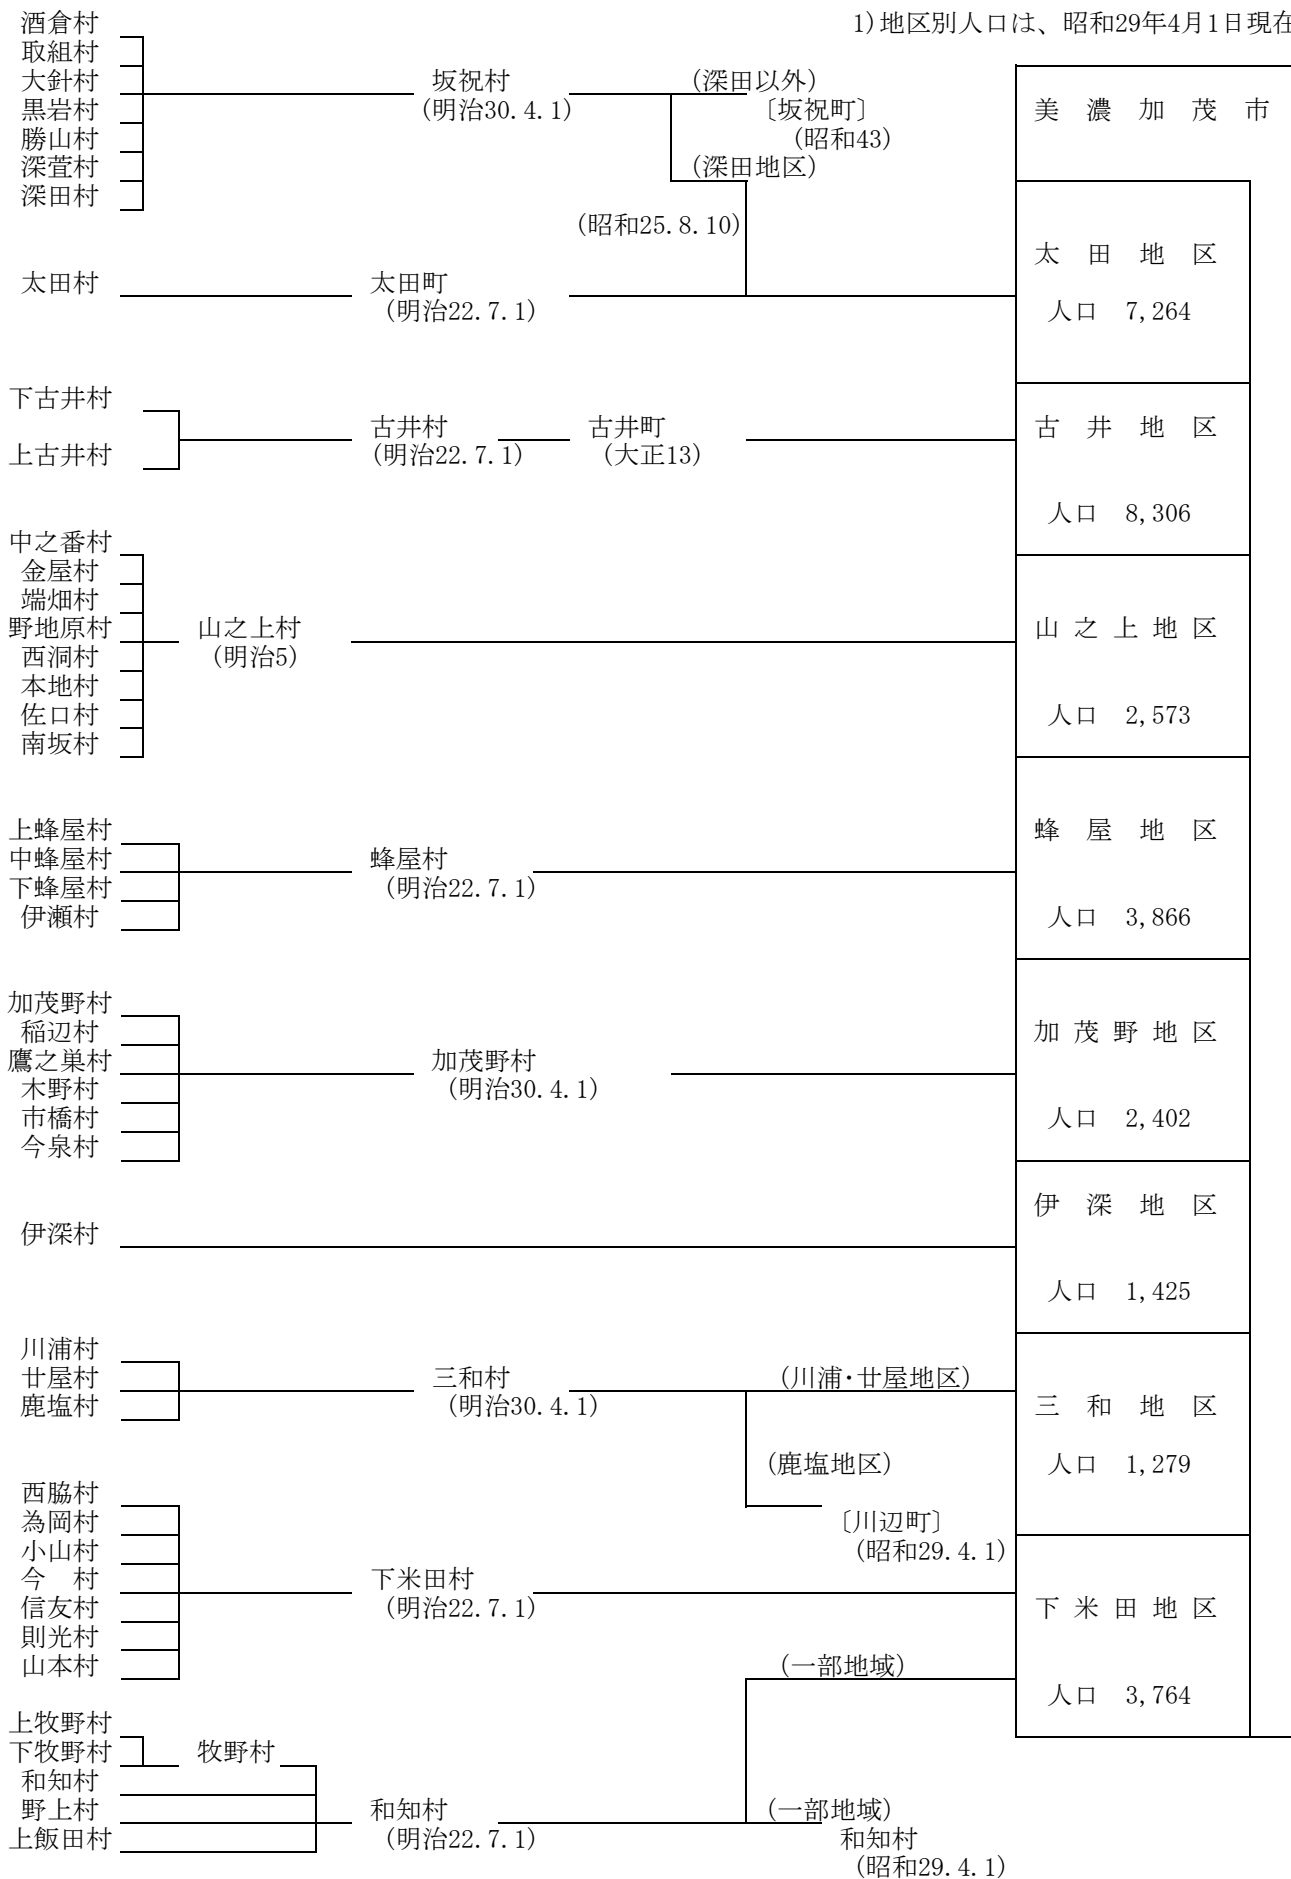 1)地区別人口は、昭和29年4月1日現在
酒倉村
取組村
大針村
黒岩村
勝山村
深萱村
深田村
坂祝村
(明治30.4.1)
(深田以外)
〔坂祝町〕
(昭和43)
(深田地区)
(昭和25.8.10)
美濃加茂市
太田村
太田町
(明治22.7.1)
太田地区
人口 7,264
下古井村
上古井村
古井村
(明治22.7.1)
古井町
(大正13)
古井地区
人口 8,306
中之番村
金屋村
端畑村
野地原村
西洞村
本地村
佐口村
南坂村
山之上村
(明治5)
山之上地区
人口 2,573
上蜂屋村
中蜂屋村
下蜂屋村
伊瀬村
蜂屋村
(明治22.7.1)
蜂屋地区
人口 3,866
加茂野村
稲辺村
鷹之巣村
木野村
市橋村
今泉村
加茂野村
(明治30.4.1)
加茂野地区
人口 2,402
伊深村
伊深地区
人口 1,425
川浦村
廿屋村
鹿塩村
三和村
(明治30.4.1)
(川浦・廿屋地区)
(鹿塩地区)
〔川辺町〕
(昭和29.4.1)
三和地区
人口 1,279
西脇村
為岡村
小山村
今 村
信友村
則光村
山本村
下米田村
(明治22.7.1)
(一部地域)
下米田地区
人口 3,764
上牧野村
下牧野村
和知村
野上村
上飯田村
牧野村
和知村
(明治22.7.1)
(一部地域)
和知村
(昭和29.4.1)